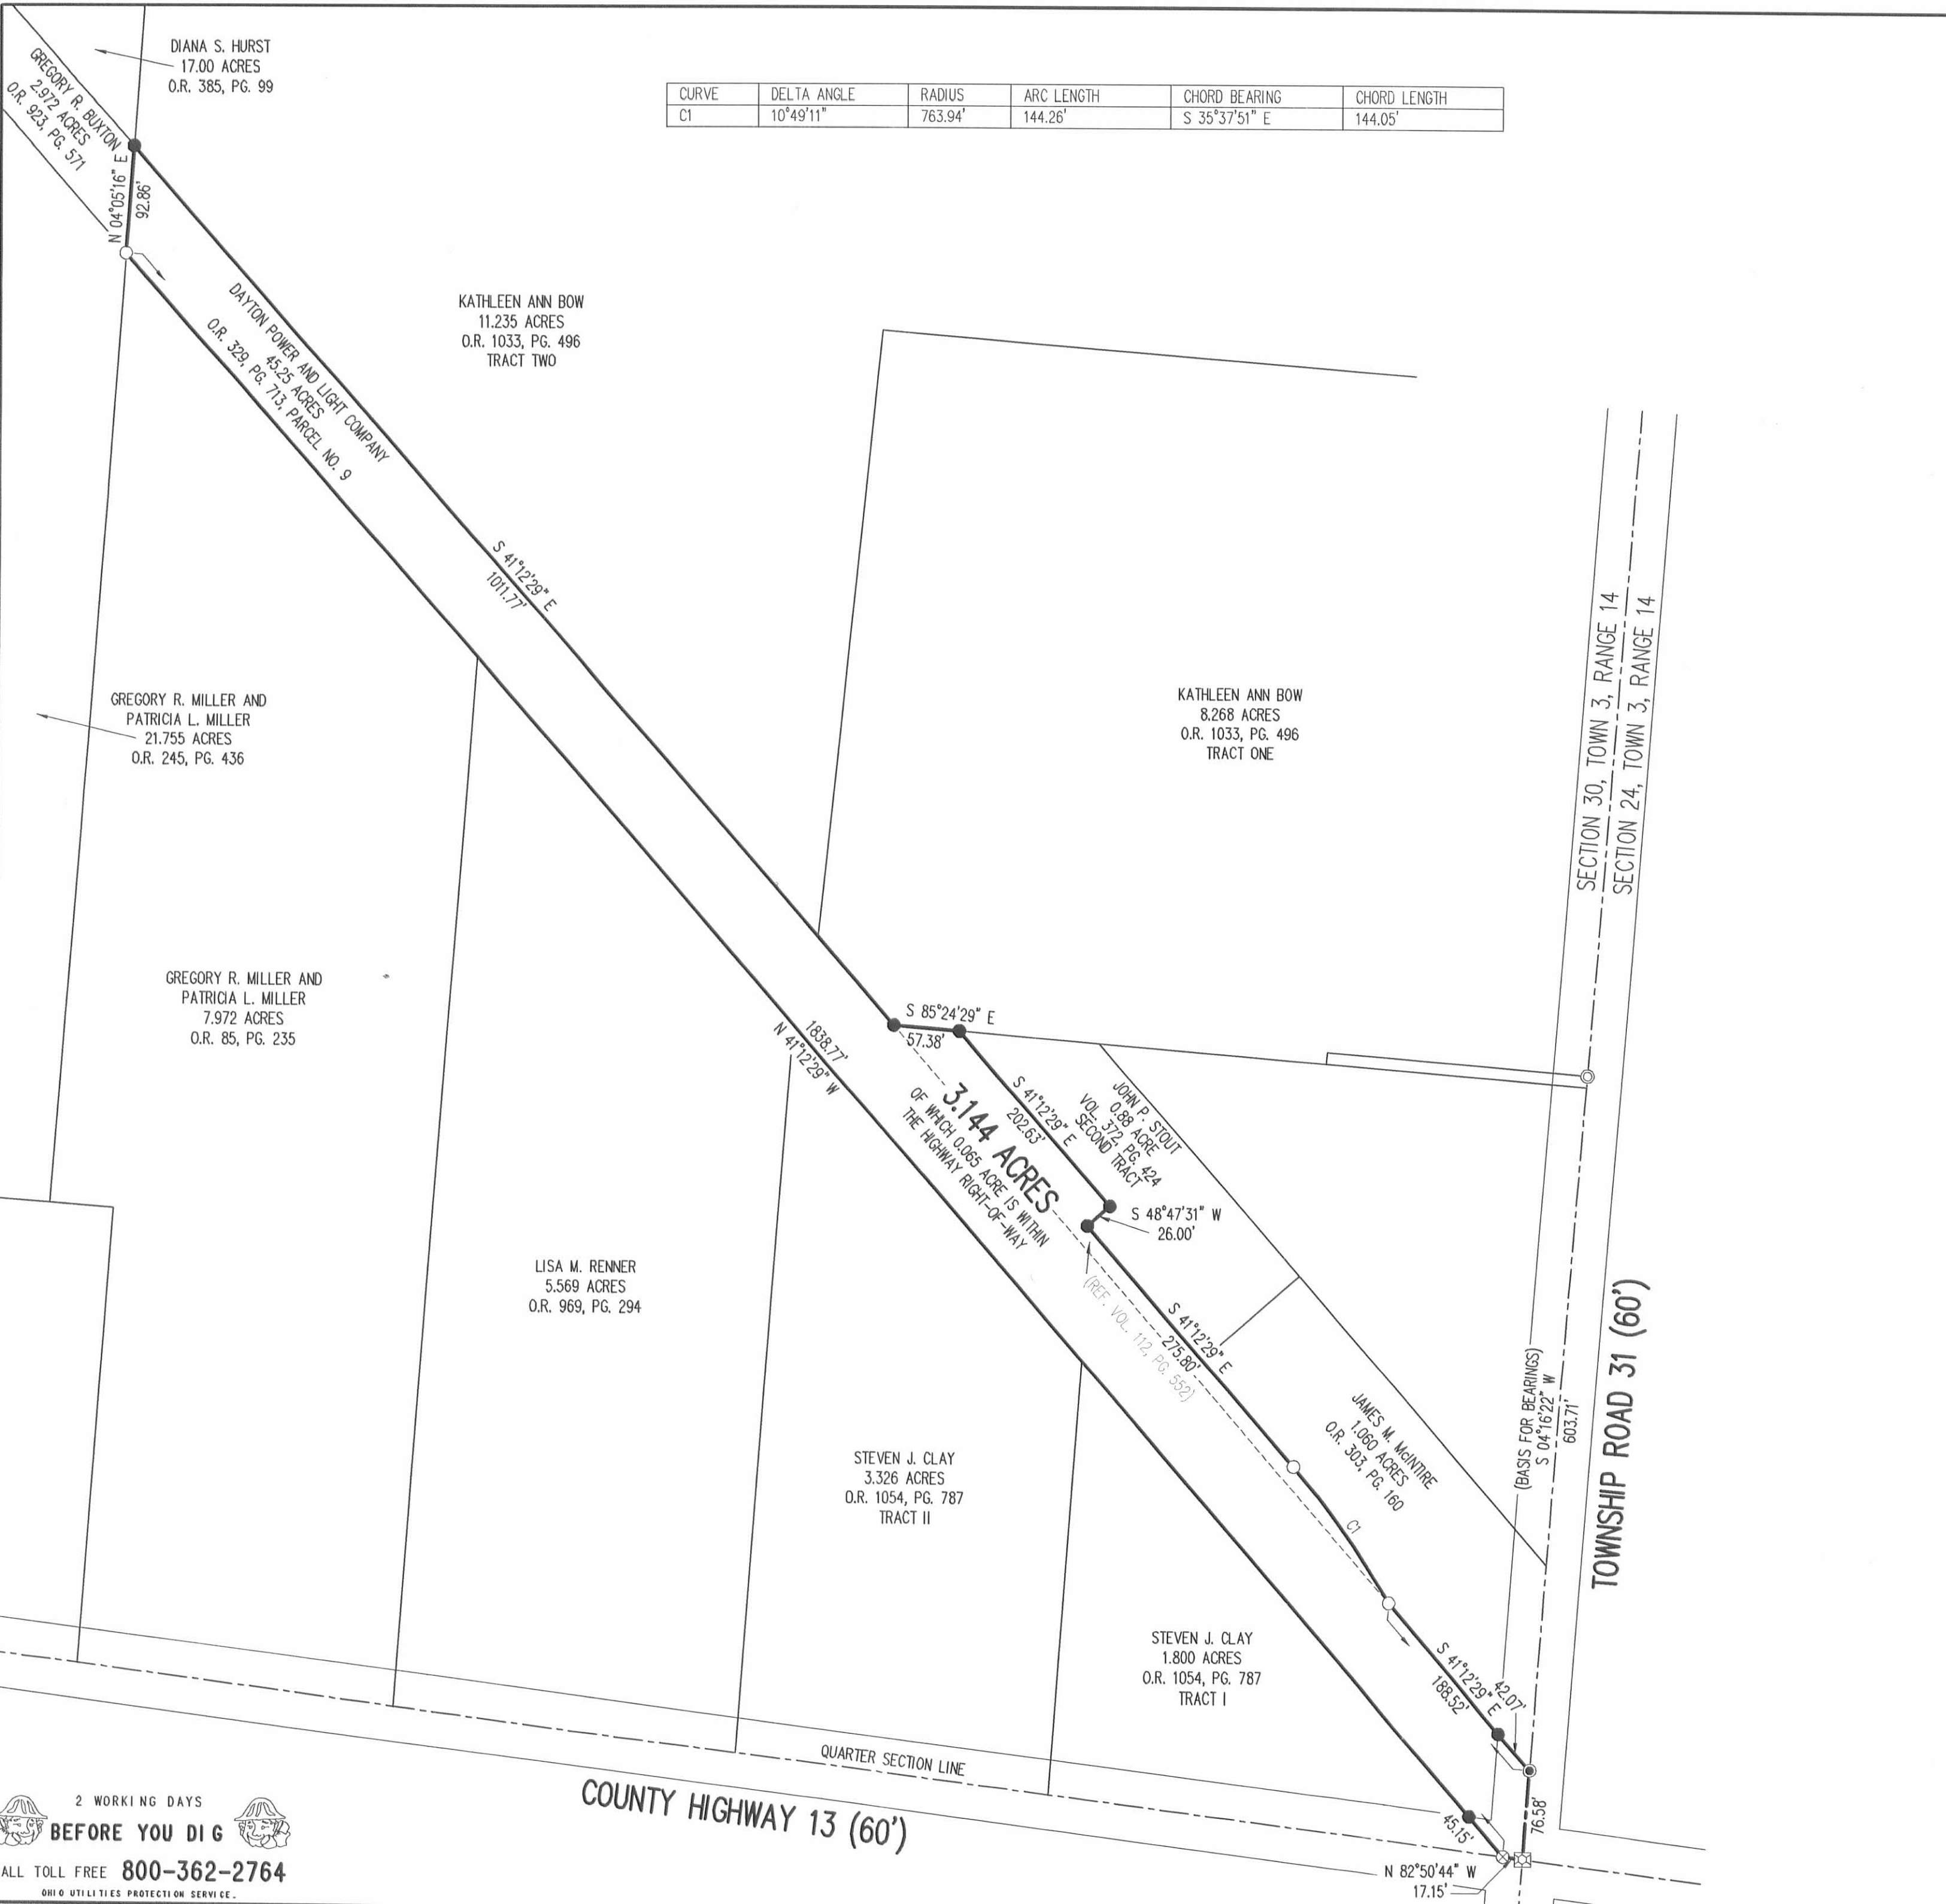 DIANA S. HURST
17.00 ACRES
O.R. 385, PG. 99
GREGORY R. BUXTON
2.972 ACRES
O.R. 923, PG. 571
CURVE DELTA ANGLE RADIUS ARC LENGTH CHORD BEARING CHORD LENGTH
C1 10°49'11" 763.94' 144.26' S 35°37'51" E 144.05'
N 04°05'16" E
92.86'
DAYTON POWER AND LIGHT COMPANY
45.25 ACRES
O.R. 329, PG. 713, PARCEL NO. 9
KATHLEEN ANN BOW
11.235 ACRES
O.R. 1033, PG. 496
TRACT TWO
S 41°12'29" E
1011.77'
GREGORY R. MILLER AND
PATRICIA L. MILLER
21.755 ACRES
O.R. 245, PG. 436
KATHLEEN ANN BOW
8.268 ACRES
O.R. 1033, PG. 496
TRACT ONE
SECTION 30, TOWN 3, RANGE 14
SECTION 24, TOWN 3, RANGE 14
GREGORY R. MILLER AND
PATRICIA L. MILLER
7.972 ACRES
O.R. 85, PG. 235
S 85°24'29" E
57.38'
1838.77'
N 41°12'29" W
3.144 ACRES
OF WHICH 0.065 ACRE IS WITHIN
THE HIGHWAY RIGHT-OF-WAY
S 41°12'29" E
202.63'
JOHN P. STOUT
0.88 ACRE
VOL. 372, PG. 424
SECOND TRACT
S 48°47'31" W
26.00'
LISA M. RENNER
5.569 ACRES
O.R. 969, PG. 294
(REF. VOL. 112, PG. 552)
S 41°12'29" E
275.80'
JAMES M. McINTIRE
1.060 ACRES
O.R. 303, PG. 160
(BASIS FOR BEARINGS)
S 04°16'22" W
603.71'
TOWNSHIP ROAD 31 (60')
STEVEN J. CLAY
3.326 ACRES
O.R. 1054, PG. 787
TRACT II
C1
STEVEN J. CLAY
1.800 ACRES
O.R. 1054, PG. 787
TRACT I
S 41°12'29" E
188.52'
42.07'
QUARTER SECTION LINE
COUNTY HIGHWAY 13 (60')
45.15'
76.58'
N 82°50'44" W
17.15'
2 WORKING DAYS
BEFORE YOU DIG
ALL TOLL FREE 800-362-2764
OHIO UTILITIES PROTECTION SERVICE.